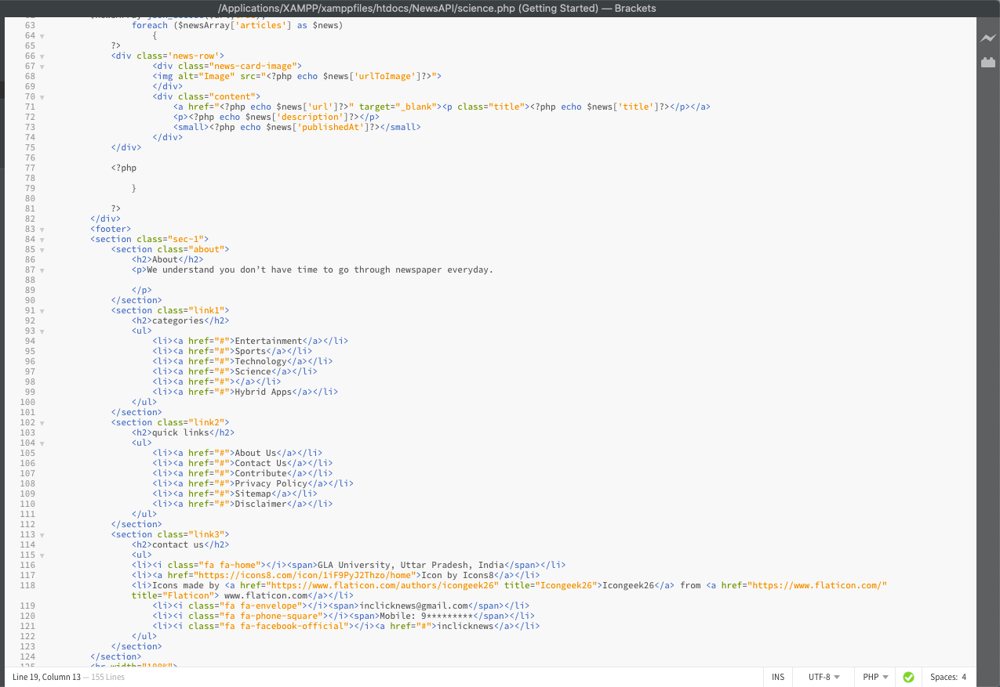 /Applications/XAMPP/xamppfiles/htdocs/NewsAPI/science.php (Getting Started) — Brackets
63 foreach ($newsArray['articles'] as $news)
64 {
65 ?>
66 <div class='news-row'>
67 <div class="news-card-image">
68 <img alt="Image" src="<?php echo $news['urlToImage']?>">
69 </div>
70 <div class="content">
71 <a href="<?php echo $news['url']?>" target="_blank"><p class="title"><?php echo $news['title']?></p></a>
72 <p><?php echo $news['description']?></p>
73 <small><?php echo $news['publishedAt']?></small>
74 </div>
75 </div>
76
77 <?php
78
79 }
80
81 ?>
82 </div>
83 <footer>
84 <section class="sec-1">
85 <section class="about">
86 <h2>About</h2>
87 <p>We understand you don’t have time to go through newspaper everyday.
88
89 </p>
90 </section>
91 <section class="link1">
92 <h2>categories</h2>
93 <ul>
94 <li><a href="#">Entertainment</a></li>
95 <li><a href="#">Sports</a></li>
96 <li><a href="#">Technology</a></li>
97 <li><a href="#">Science</a></li>
98 <li><a href="#"></a></li>
99 <li><a href="#">Hybrid Apps</a></li>
100 </ul>
101 </section>
102 <section class="link2">
103 <h2>quick links</h2>
104 <ul>
105 <li><a href="#">About Us</a></li>
106 <li><a href="#">Contact Us</a></li>
107 <li><a href="#">Contribute</a></li>
108 <li><a href="#">Privacy Policy</a></li>
109 <li><a href="#">Sitemap</a></li>
110 <li><a href="#">Disclaimer</a></li>
111 </ul>
112 </section>
113 <section class="link3">
114 <h2>contact us</h2>
115 <ul>
116 <li><i class="fa fa-home"></i><span>GLA University, Uttar Pradesh, India</span></li>
117 <li><a href="https://icons8.com/icon/1iF9PyJ2Thzo/home">Icon by Icons8</a></li>
118 <li>Icons made by <a href="https://www.flaticon.com/authors/icongeek26" title="Icongeek26">Icongeek26</a> from <a href="https://www.flaticon.com/"
title="Flaticon"> www.flaticon.com</a></li>
119 <li><i class="fa fa-envelope"></i><span>inclicknews@gmail.com</span></li>
120 <li><i class="fa fa-phone-square"></i><span>Mobile: 9*********</span></li>
121 <li><i class="fa fa-facebook-official"></i><a href="#">inclicknews</a></li>
122 </ul>
123 </section>
124 </section>
125 <hr width="100%">
Line 19, Column 13 — 155 Lines
INS
UTF-8
PHP
Spaces: 4